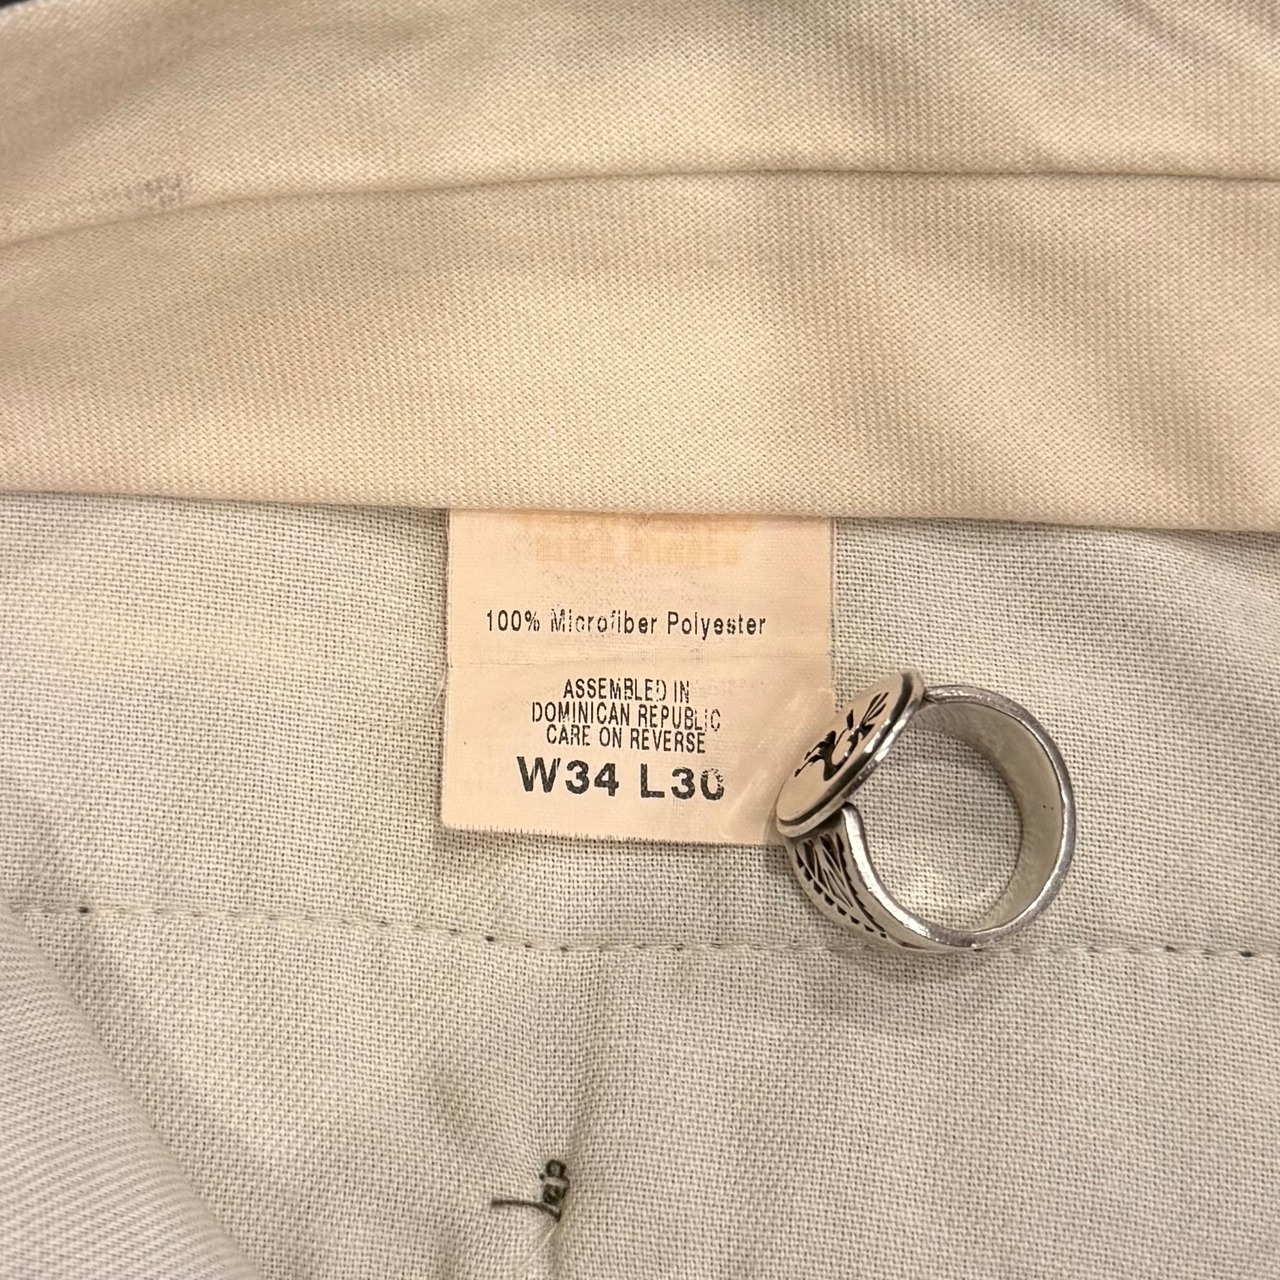 100% Microfiber Polyester
ASSEMBLED IN
DOMINICAN REPUBLIC
CARE ON REVERSE
W34 L30